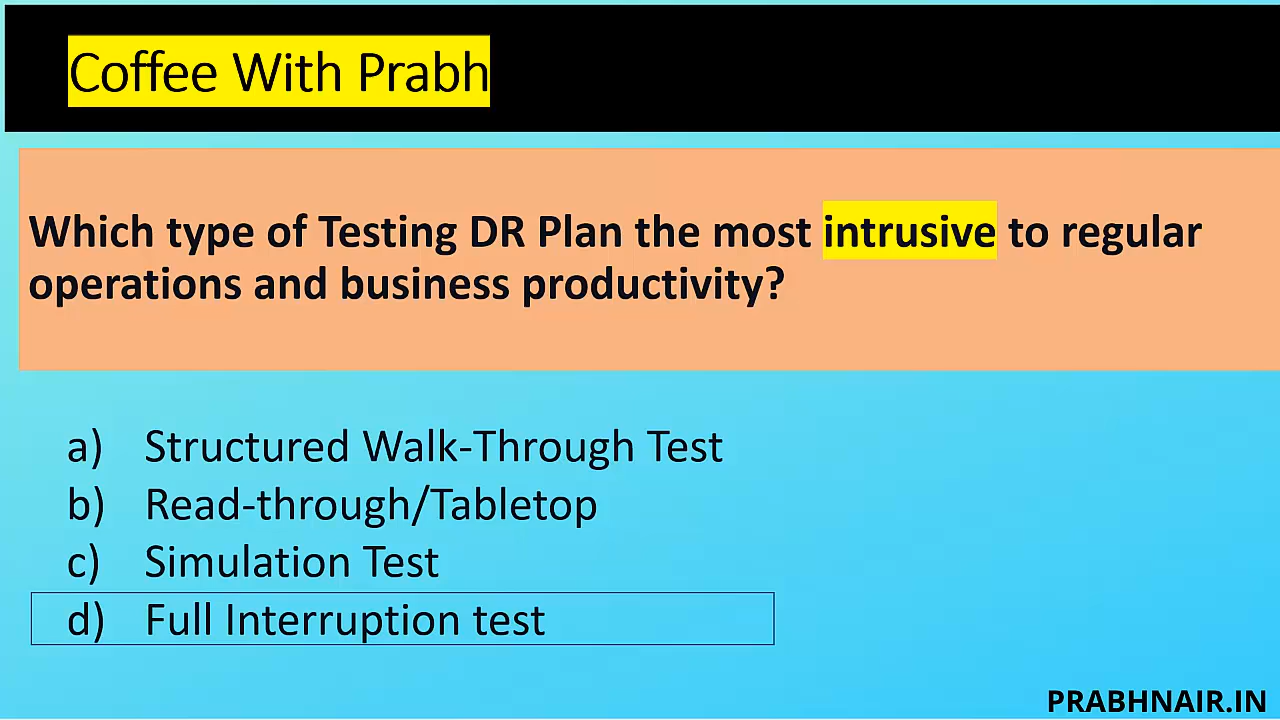 Coffee With Prabh
Which type of Testing DR Plan the most intrusive to regular
operations and business productivity?
a) Structured Walk-Through Test
b) Read-through/Tabletop
c) Simulation Test
d) Full Interruption test
PRABHNAIR.IN